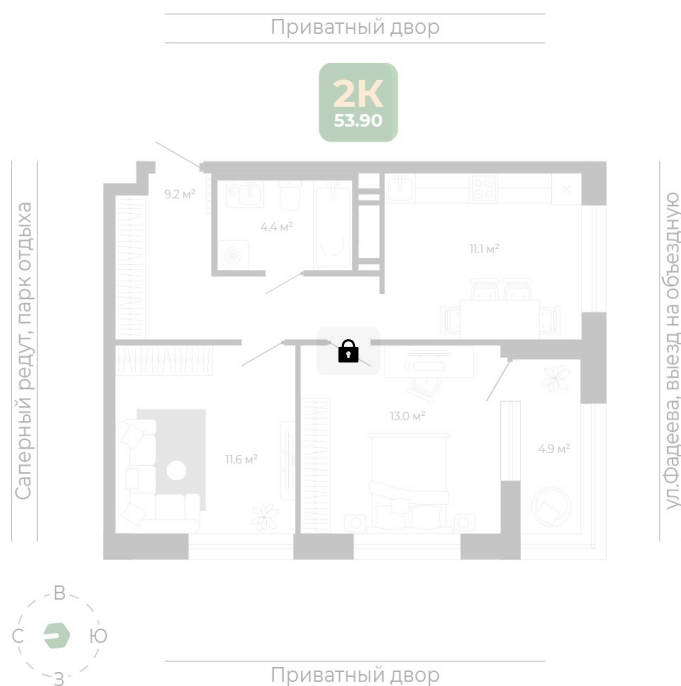 Приватный двор
2К
53.90
Саперный редут, парк отдыха
9.2 м²
4.4 м²
11.1 м²
ул.Фадеева, выезд на объездную
13.0 м²
11.6 м²
4.9 м²
В
С
Ю
З
Приватный двор